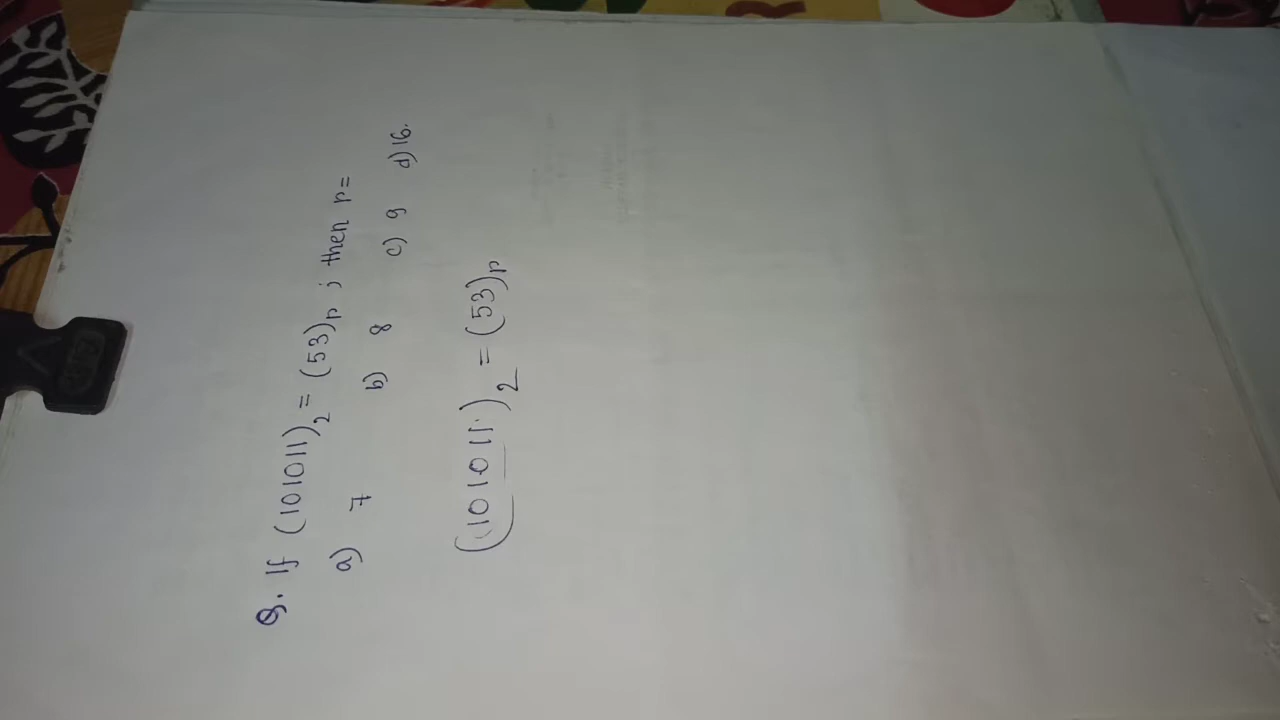 Q. If (101011)₂ = (53)ₚ ; then p =
a) 7 b) 8 c) 9 d) 16.
(101011)₂ = (53)ₚ